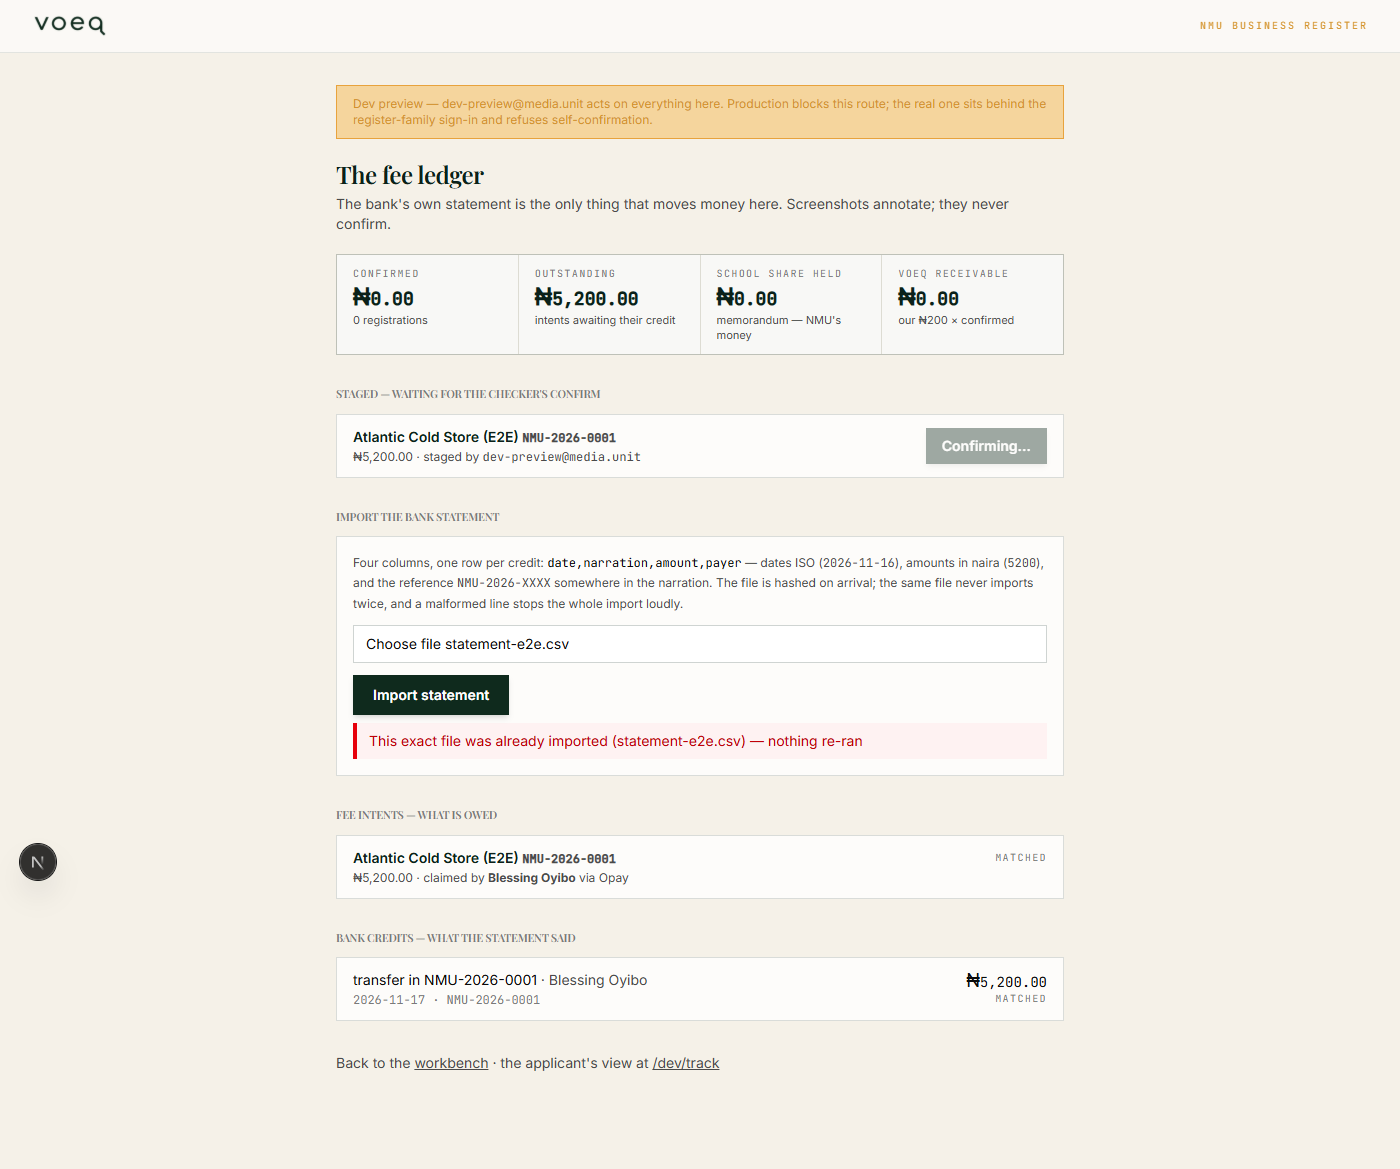 voeq
NMU BUSINESS REGISTER
Dev preview — dev-preview@media.unit acts on everything here. Production blocks this route; the real one sits behind the
register-family sign-in and refuses self-confirmation.
The fee ledger
The bank's own statement is the only thing that moves money here. Screenshots annotate; they never
confirm.
CONFIRMED
₦0.00
0 registrations
OUTSTANDING
₦5,200.00
intents awaiting their credit
SCHOOL SHARE HELD
₦0.00
memorandum — NMU's
money
VOEQ RECEIVABLE
₦0.00
our ₦200 × confirmed
STAGED — WAITING FOR THE CHECKER'S CONFIRM
Atlantic Cold Store (E2E) NMU-2026-0001
₦5,200.00 · staged by dev-preview@media.unit
Confirming...
IMPORT THE BANK STATEMENT
Four columns, one row per credit: date,narration,amount,payer — dates ISO (2026-11-16), amounts in naira (5200),
and the reference NMU-2026-XXXX somewhere in the narration. The file is hashed on arrival; the same file never imports
twice, and a malformed line stops the whole import loudly.
Choose file statement-e2e.csv
Import statement
This exact file was already imported (statement-e2e.csv) — nothing re-ran
FEE INTENTS — WHAT IS OWED
Atlantic Cold Store (E2E) NMU-2026-0001
MATCHED
₦5,200.00 · claimed by Blessing Oyibo via Opay
N
BANK CREDITS — WHAT THE STATEMENT SAID
transfer in NMU-2026-0001 · Blessing Oyibo
₦5,200.00
2026-11-17 · NMU-2026-0001
MATCHED
Back to the workbench · the applicant's view at /dev/track